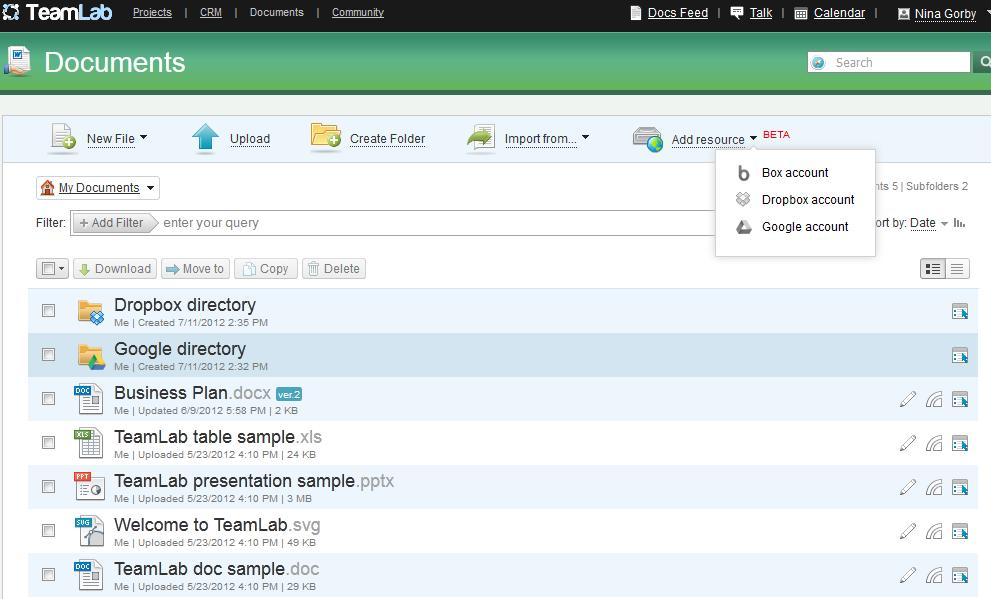 TeamLab Projects | CRM | Documents | Community Docs Feed | Talk | Calendar | Nina Gorby
Documents Search
New File Upload Create Folder Import from... Add resource BETA
Box account
Dropbox account
Google account
My Documents nts 5 | Subfolders 2
Filter: + Add Filter enter your query ort by: Date
Download Move to Copy Delete
Dropbox directory
Me | Created 7/11/2012 2:35 PM
Google directory
Me | Created 7/11/2012 2:32 PM
DOC Business Plan.docx ver.2
Me | Updated 6/9/2012 5:58 PM | 2 KB
XLS TeamLab table sample.xls
Me | Uploaded 5/23/2012 4:10 PM | 24 KB
PPT TeamLab presentation sample.pptx
Me | Uploaded 5/23/2012 4:10 PM | 3 MB
SVG Welcome to TeamLab.svg
Me | Uploaded 5/23/2012 4:10 PM | 49 KB
DOC TeamLab doc sample.doc
Me | Uploaded 5/23/2012 4:10 PM | 29 KB